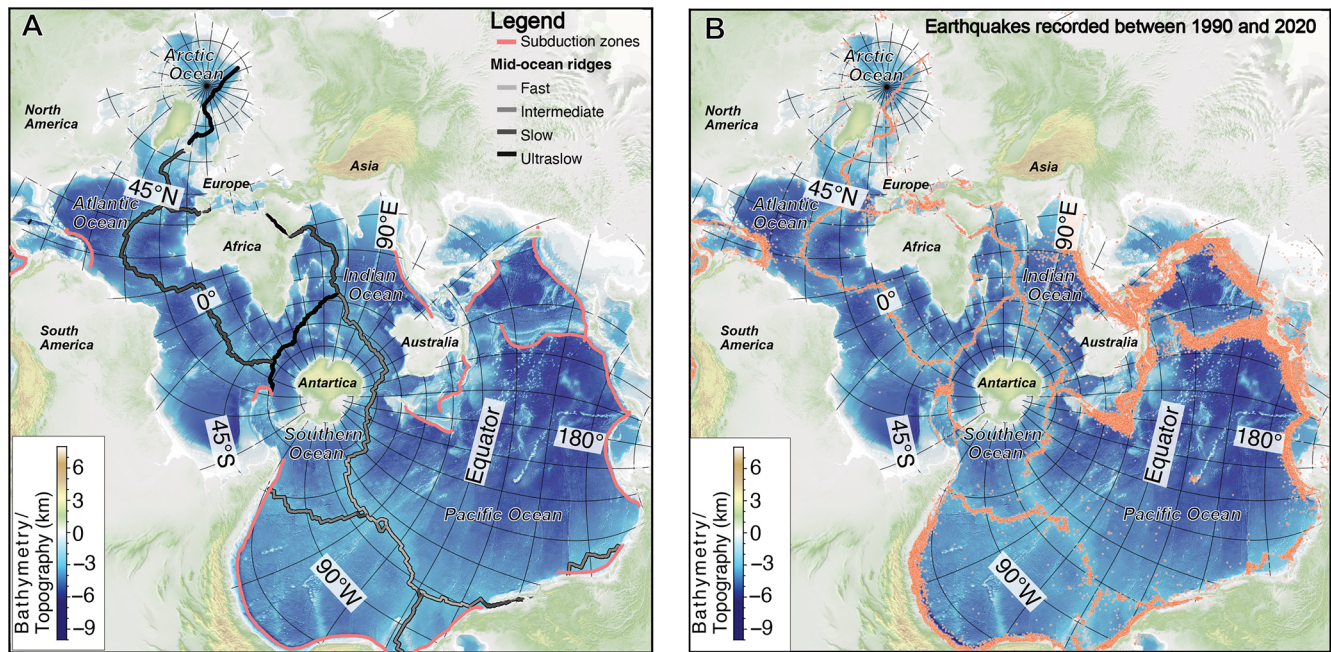 A
Legend
Subduction zones
Mid-ocean ridges
Fast
Intermediate
Slow
Ultraslow
Arctic
Ocean
North
America
Asia
Europe
45°N
Atlantic
Ocean
Africa
90°E
Indian
Ocean
0°
South
America
Australia
Antartica
45°S
Southern
Ocean
Equator
180°
Pacific Ocean
90°W
Bathymetry/
Topography (km)
6
3
0
−3
−6
−9
B
Earthquakes recorded between 1990 and 2020
Arctic
Ocean
North
America
Asia
Europe
45°N
Atlantic
Ocean
Africa
90°E
Indian
Ocean
0°
South
America
Australia
Antartica
45°S
Southern
Ocean
Equator
180°
Pacific Ocean
90°W
Bathymetry/
Topography (km)
6
3
0
−3
−6
−9